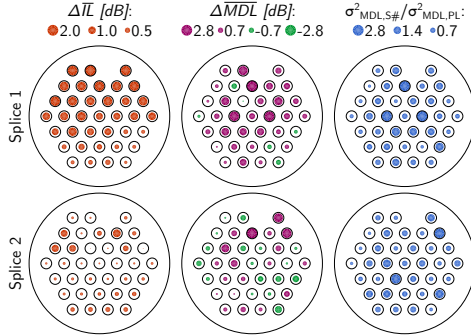 ΔIL [dB]:
2.0 1.0 0.5
ΔMDL [dB]:
2.8 0.7 -0.7 -2.8
σ²MDL,S#/σ²MDL,PL:
2.8 1.4 0.7
Splice 1
Splice 2